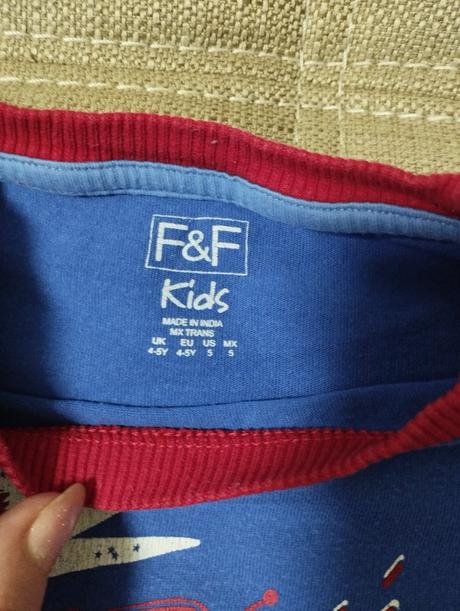 F&F
Kids
MADE IN INDIA
MX TRANS
UK EU US MX
4-5Y 4-5Y 5 5